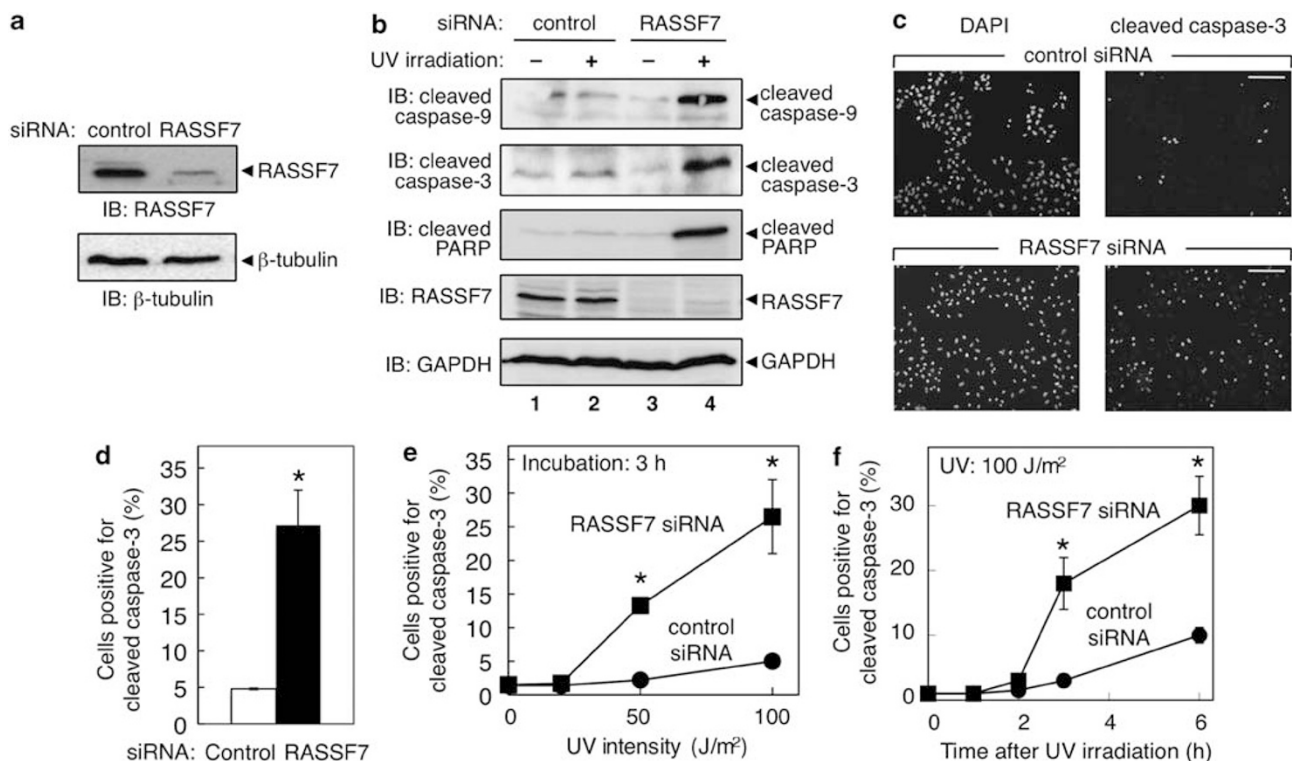 a
siRNA: control RASSF7
RASSF7
IB: RASSF7
β-tubulin
IB: β-tubulin
b
siRNA: control RASSF7
UV irradiation: – + – +
IB: cleaved caspase-9
cleaved caspase-9
IB: cleaved caspase-3
cleaved caspase-3
IB: cleaved PARP
cleaved PARP
IB: RASSF7
RASSF7
IB: GAPDH
GAPDH
1 2 3 4
c
DAPI cleaved caspase-3
control siRNA
RASSF7 siRNA
d
Cells positive for
cleaved caspase-3 (%)
35
30
25
20
15
10
5
0
*
siRNA: Control RASSF7
e
Cells positive for
cleaved caspase-3 (%)
35
30
25
20
15
10
5
0
Incubation: 3 h
*
RASSF7 siRNA
*
control
siRNA
0 50 100
UV intensity (J/m²)
f
Cells positive for
cleaved caspase-3 (%)
30
20
10
0
UV: 100 J/m²
*
RASSF7 siRNA
*
control
siRNA
0 2 4 6
Time after UV irradiation (h)